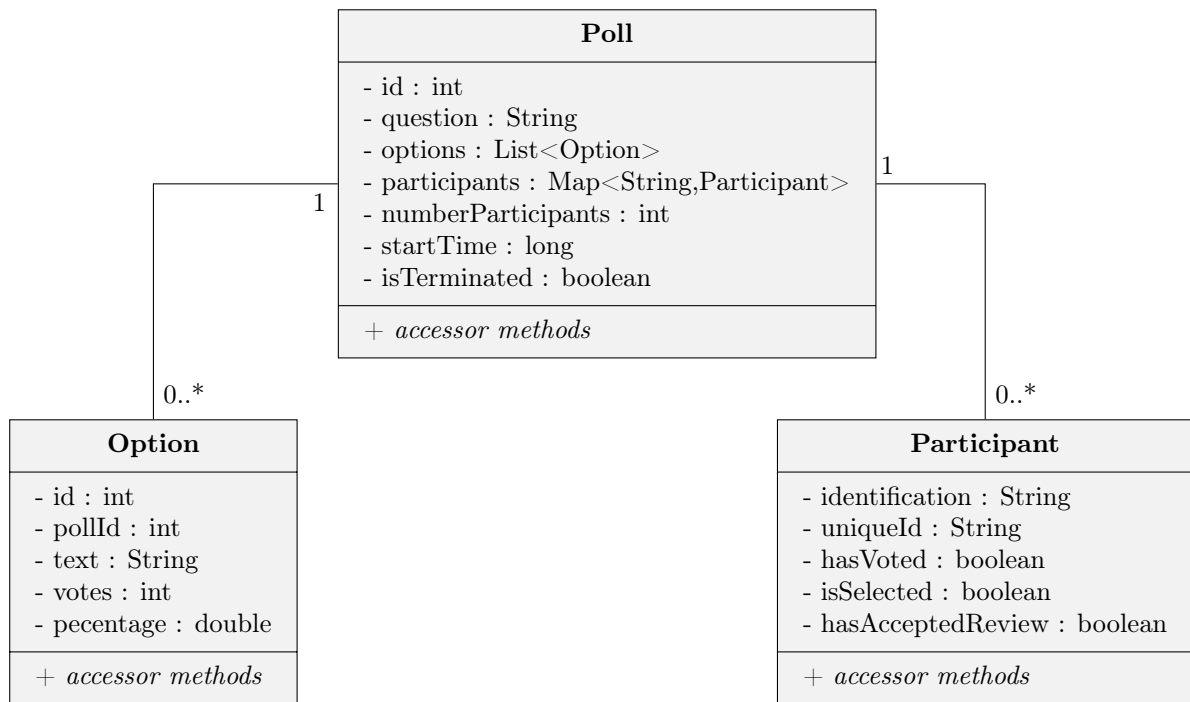 Poll
- id : int
- question : String
- options : List<Option>
- participants : Map<String,Participant>
- numberParticipants : int
- startTime : long
- isTerminated : boolean
+ accessor methods
1
1
0..*
0..*
Option
- id : int
- pollId : int
- text : String
- votes : int
- pecentage : double
+ accessor methods
Participant
- identification : String
- uniqueId : String
- hasVoted : boolean
- isSelected : boolean
- hasAcceptedReview : boolean
+ accessor methods